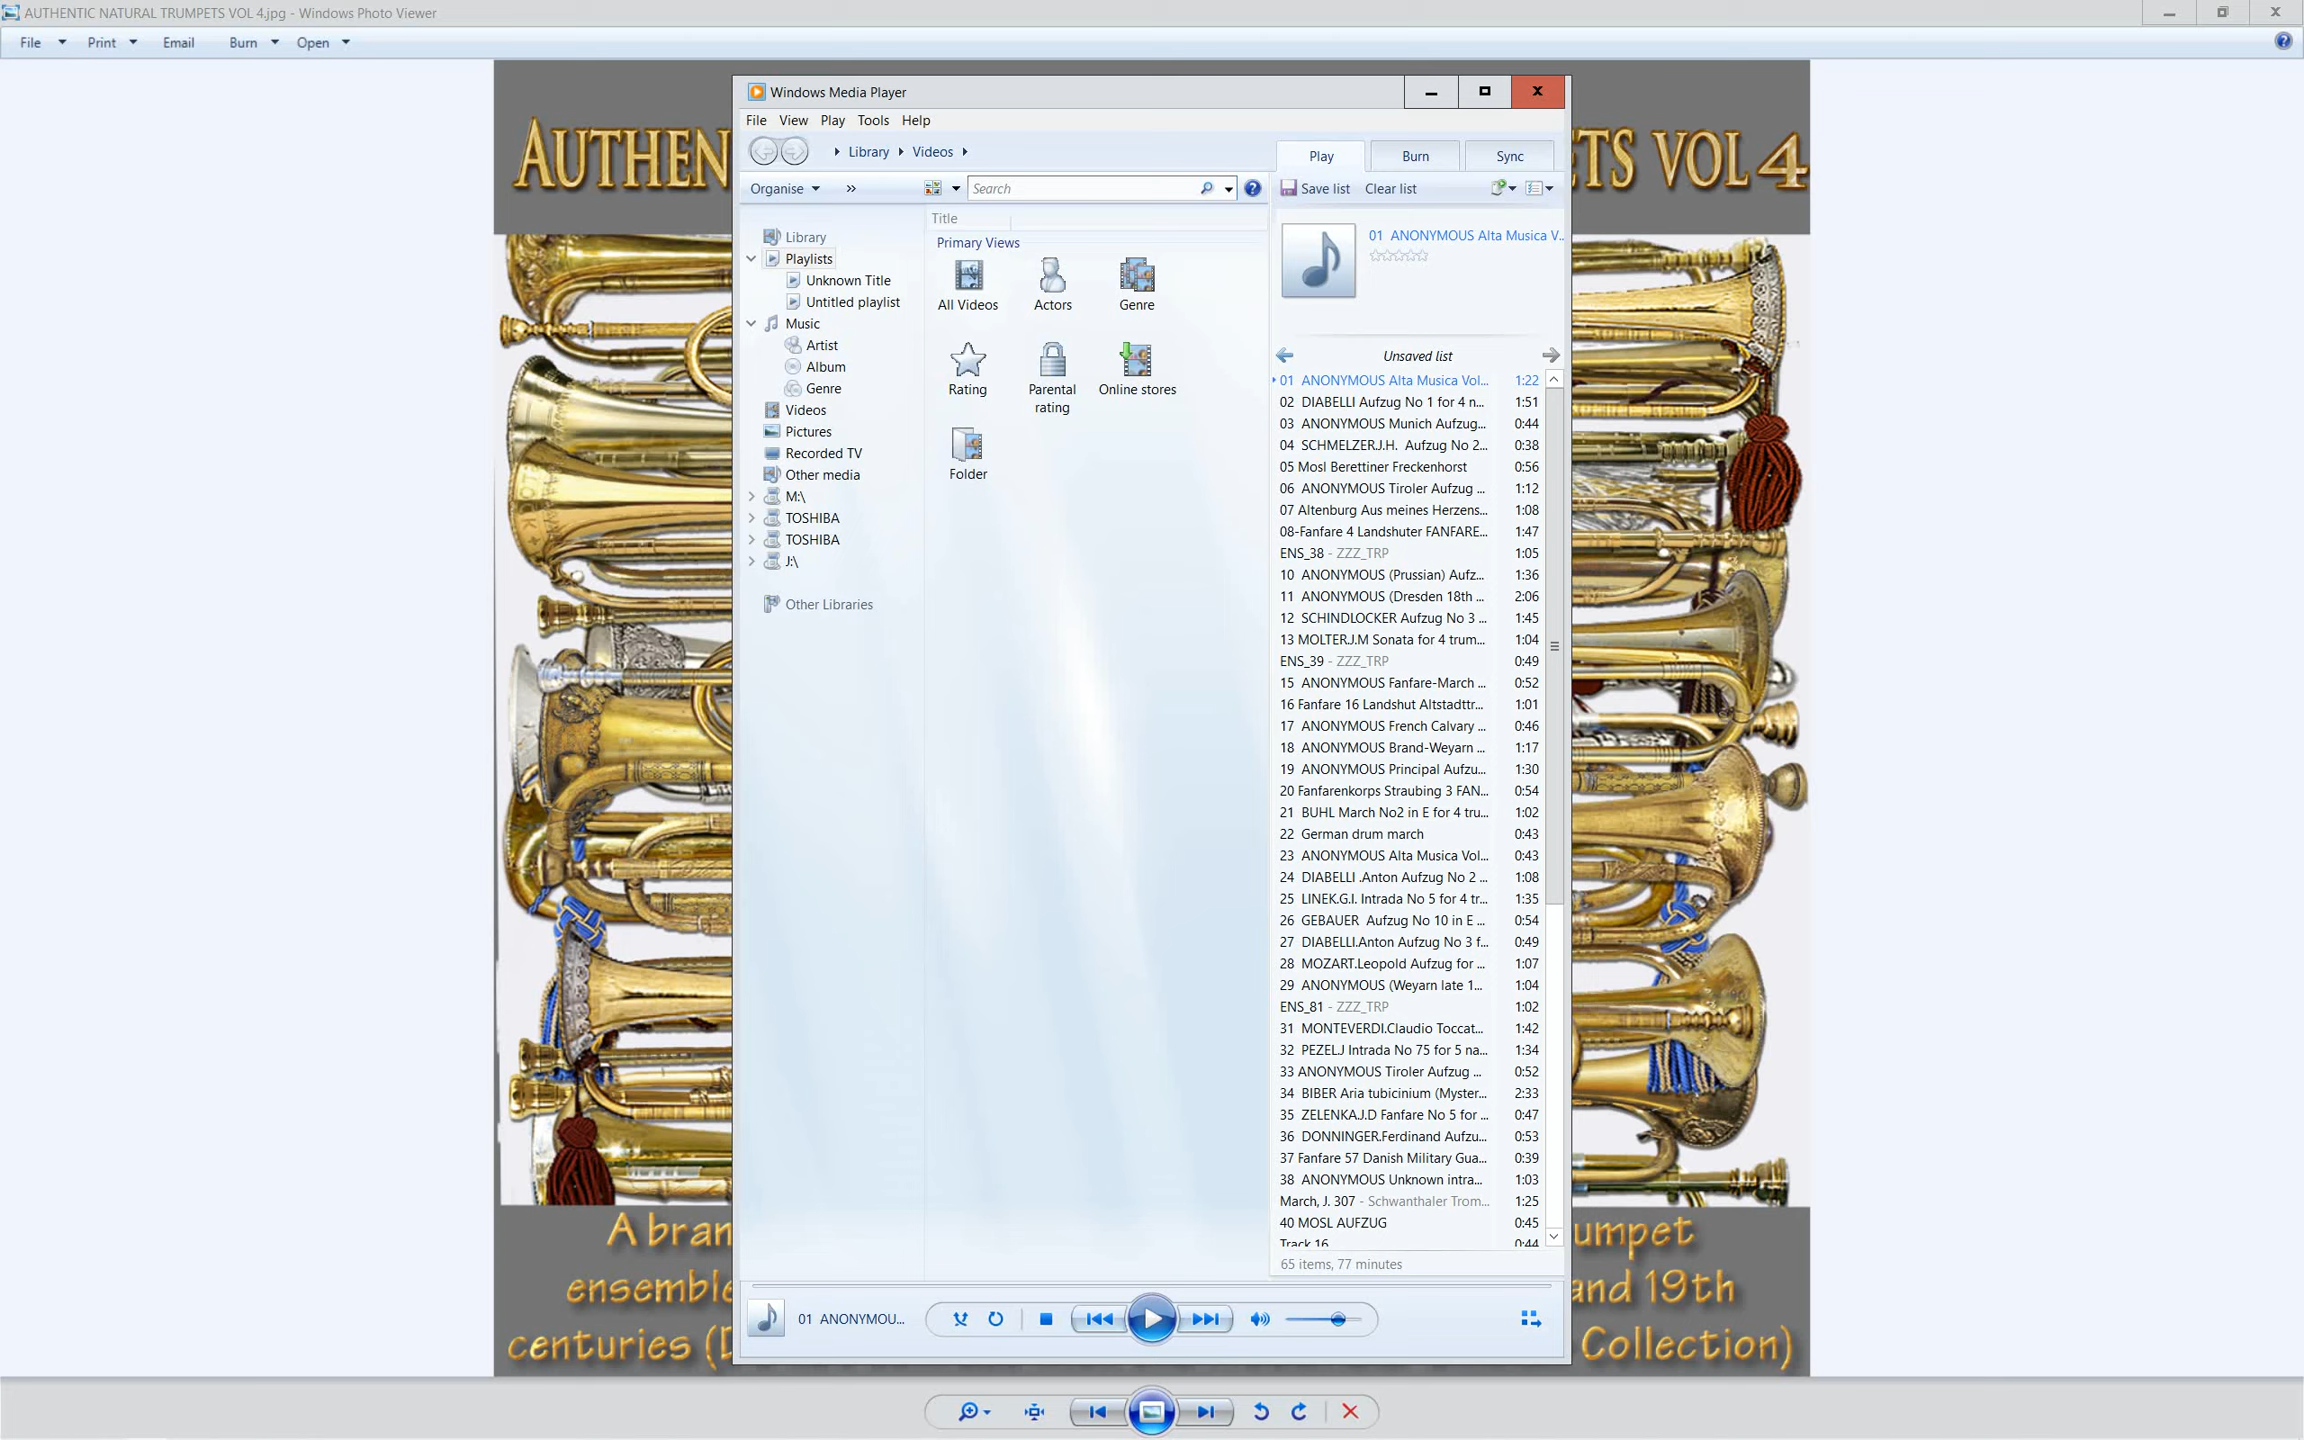 AUTHENTIC NATURAL TRUMPETS VOL 4.jpg - Windows Photo Viewer
File Print Email Burn Open
AUTHEN
TS VOL 4
Windows Media Player
File View Play Tools Help
Library Videos
Play Burn Sync
Organise » Search
Save list Clear list
Library
Playlists
Unknown Title
Untitled playlist
Music
Artist
Album
Genre
Videos
Pictures
Recorded TV
Other media
M:\
TOSHIBA
TOSHIBA
J:\
Other Libraries
Title
Primary Views
All Videos Actors Genre
Rating Parental rating Online stores
Folder
01 ANONYMOUS Alta Musica V...
Unsaved list
01 ANONYMOUS Alta Musica Vol... 1:22
02 DIABELLI Aufzug No 1 for 4 n... 1:51
03 ANONYMOUS Munich Aufzug... 0:44
04 SCHMELZER.J.H. Aufzug No 2... 0:38
05 Mosl Berettiner Freckenhorst 0:56
06 ANONYMOUS Tiroler Aufzug ... 1:12
07 Altenburg Aus meines Herzens... 1:08
08-Fanfare 4 Landshuter FANFARE... 1:47
ENS_38 - ZZZ_TRP 1:05
10 ANONYMOUS (Prussian) Aufz... 1:36
11 ANONYMOUS (Dresden 18th ... 2:06
12 SCHINDLOCKER Aufzug No 3 ... 1:45
13 MOLTER.J.M Sonata for 4 trum... 1:04
ENS_39 - ZZZ_TRP 0:49
15 ANONYMOUS Fanfare-March ... 0:52
16 Fanfare 16 Landshut Altstadttr... 1:01
17 ANONYMOUS French Calvary ... 0:46
18 ANONYMOUS Brand-Weyarn ... 1:17
19 ANONYMOUS Principal Aufzu... 1:30
20 Fanfarenkorps Straubing 3 FAN... 0:54
21 BUHL March No2 in E for 4 tru... 1:02
22 German drum march 0:43
23 ANONYMOUS Alta Musica Vol... 0:43
24 DIABELLI .Anton Aufzug No 2 ... 1:08
25 LINEK.G.I. Intrada No 5 for 4 tr... 1:35
26 GEBAUER Aufzug No 10 in E ... 0:54
27 DIABELLI.Anton Aufzug No 3 f... 0:49
28 MOZART.Leopold Aufzug for ... 1:07
29 ANONYMOUS (Weyarn late 1... 1:04
ENS_81 - ZZZ_TRP 1:02
31 MONTEVERDI.Claudio Toccat... 1:42
32 PEZEL.J Intrada No 75 for 5 na... 1:34
33 ANONYMOUS Tiroler Aufzug ... 0:52
34 BIBER Aria tubicinium (Myster... 2:33
35 ZELENKA.J.D Fanfare No 5 for ... 0:47
36 DONNINGER.Ferdinand Aufzu... 0:53
37 Fanfare 57 Danish Military Gua... 0:39
38 ANONYMOUS Unknown intra... 1:03
March, J. 307 - Schwanthaler Trom... 1:25
40 MOSL AUFZUG 0:45
Track 16 0:44
65 items, 77 minutes
01 ANONYMOU...
A bran
umpet
ensemble
and 19th
centuries (D
Collection)